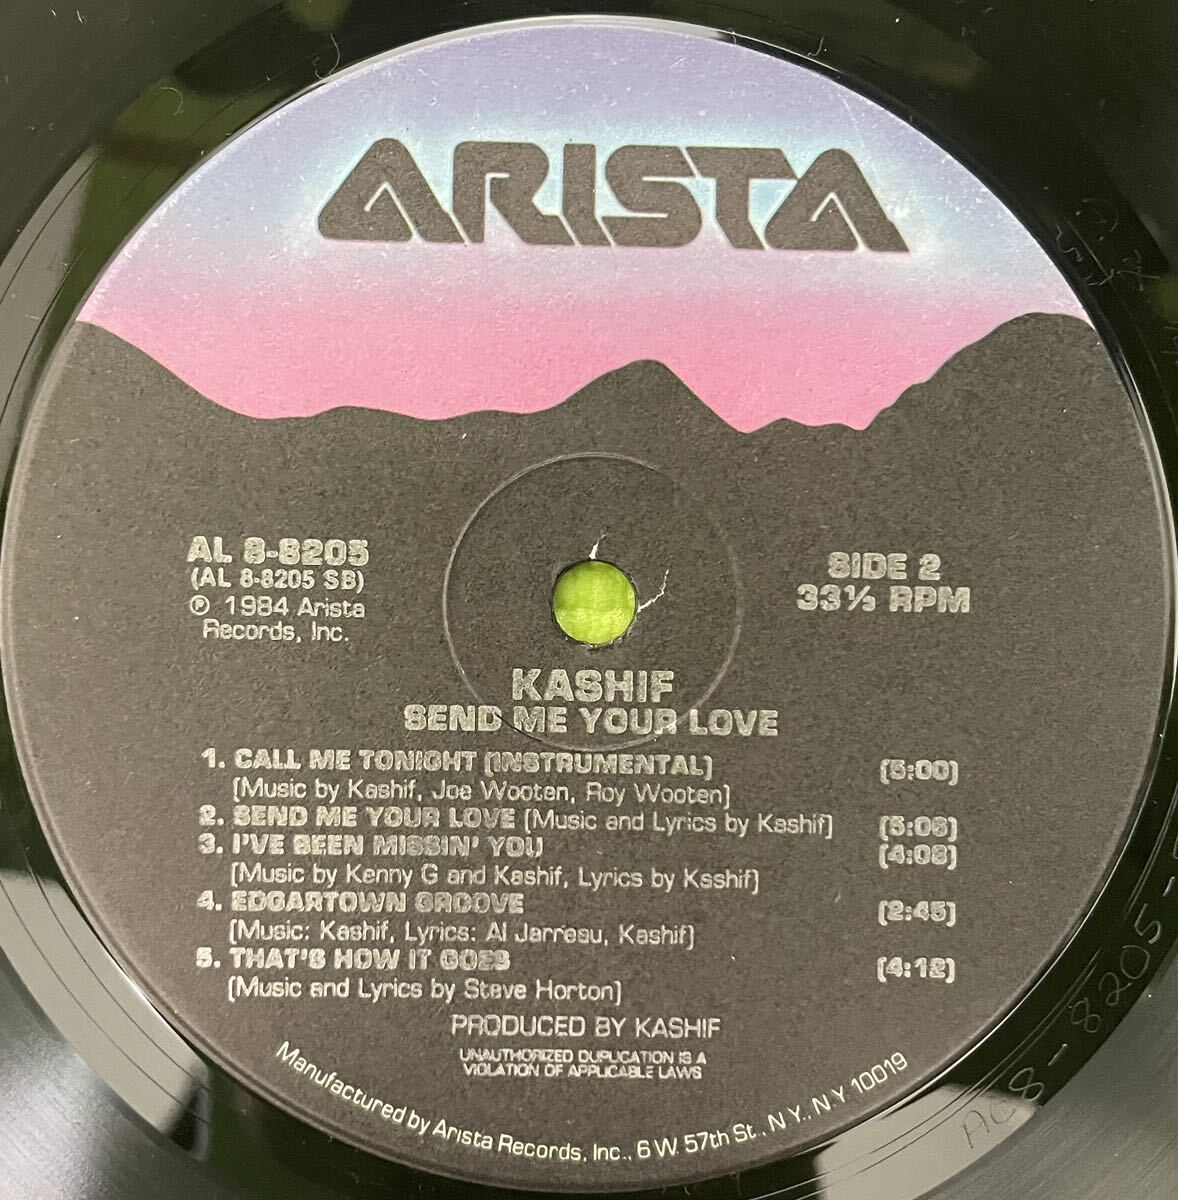 ARISTA
AL 8-8205
(AL 8-8205 SB)
℗ 1984 Arista
Records, Inc.
SIDE 2
33⅓ RPM
KASHIF
SEND ME YOUR LOVE
1. CALL ME TONIGHT [INSTRUMENTAL] [5:00]
[Music by Kashif, Joe Wooten, Roy Wooten]
2. SEND ME YOUR LOVE [Music and Lyrics by Kashif] [5:06]
3. I'VE BEEN MISSIN' YOU [4:08]
[Music by Kenny G and Kashif, Lyrics by Kashif]
4. EDGARTOWN GROOVE [2:45]
[Music: Kashif, Lyrics: Al Jarreau, Kashif]
5. THAT'S HOW IT GOES [4:12]
[Music and Lyrics by Steve Horton]
PRODUCED BY KASHIF
UNAUTHORIZED DUPLICATION IS A
VIOLATION OF APPLICABLE LAWS
Manufactured by Arista Records, Inc., 6 W. 57th St., N.Y., N.Y. 10019
AL8-8205-